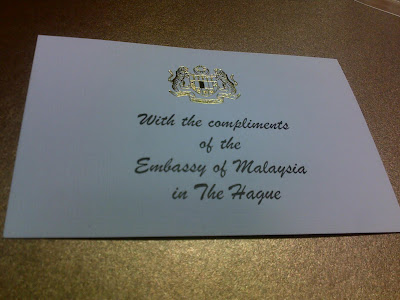 With the compliments
of the
Embassy of Malaysia
in The Hague